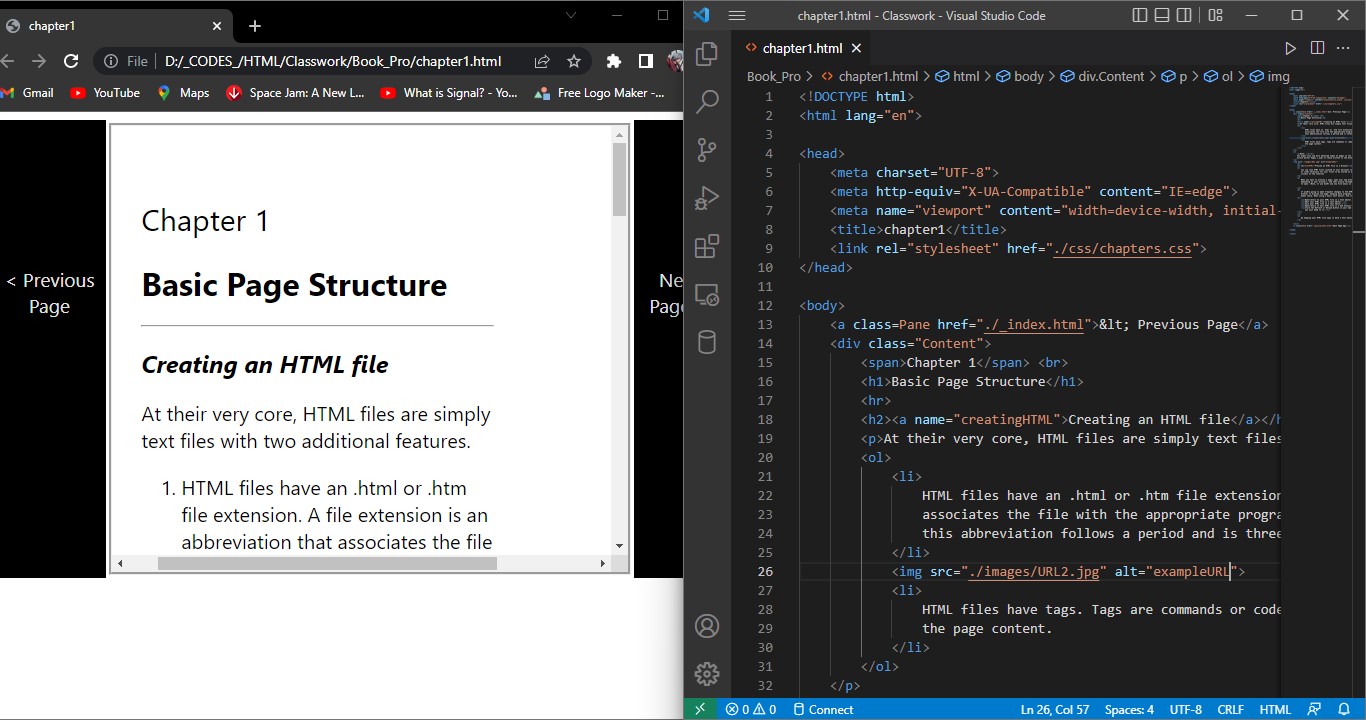 chapter1
File | D:/_CODES_/HTML/Classwork/Book_Pro/chapter1.html
Gmail YouTube Maps Space Jam: A New L... What is Signal? - Yo... Free Logo Maker -...
< Previous
Page
Chapter 1
Basic Page Structure
Creating an HTML file
At their very core, HTML files are simply
text files with two additional features.
1. HTML files have an .html or .htm
file extension. A file extension is an
abbreviation that associates the file
Ne
Page
chapter1.html - Classwork - Visual Studio Code
chapter1.html
Book_Pro > chapter1.html > html > body > div.Content > p > ol > img
1 <!DOCTYPE html>
2 <html lang="en">
3
4 <head>
5 <meta charset="UTF-8">
6 <meta http-equiv="X-UA-Compatible" content="IE=edge">
7 <meta name="viewport" content="width=device-width, initial-
8 <title>chapter1</title>
9 <link rel="stylesheet" href="./css/chapters.css">
10 </head>
11
12 <body>
13 <a class=Pane href="./_index.html">&lt; Previous Page</a>
14 <div class="Content">
15 <span>Chapter 1</span> <br>
16 <h1>Basic Page Structure</h1>
17 <hr>
18 <h2><a name="creatingHTML">Creating an HTML file</a></h
19 <p>At their very core, HTML files are simply text files
20 <ol>
21 <li>
22 HTML files have an .html or .htm file extension
23 associates the file with the appropriate progra
24 this abbreviation follows a period and is three
25 </li>
26 <img src="./images/URL2.jpg" alt="exampleURL">
27 <li>
28 HTML files have tags. Tags are commands or code
29 the page content.
30 </li>
31 </ol>
32 </p>
0 0 Connect Ln 26, Col 57 Spaces: 4 UTF-8 CRLF HTML